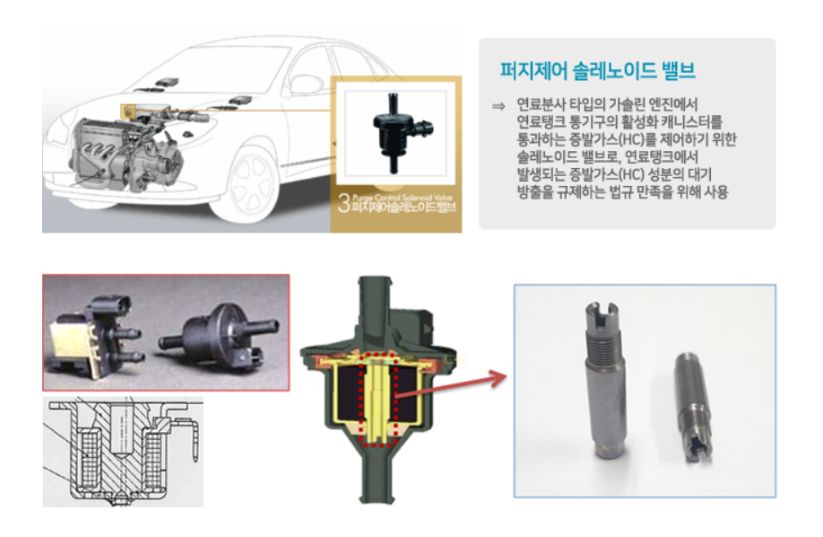 3 Purge Control Solenoid Valve
퍼지제어솔레노이드밸브
퍼지제어 솔레노이드 밸브
⇒ 연료분사 타입의 가솔린 엔진에서
연료탱크 통기구의 활성화 캐니스터를
통과하는 증발가스(HC)를 제어하기 위한
솔레노이드 밸브로, 연료탱크에서
발생되는 증발가스(HC) 성분의 대기
방출을 규제하는 법규 만족을 위해 사용